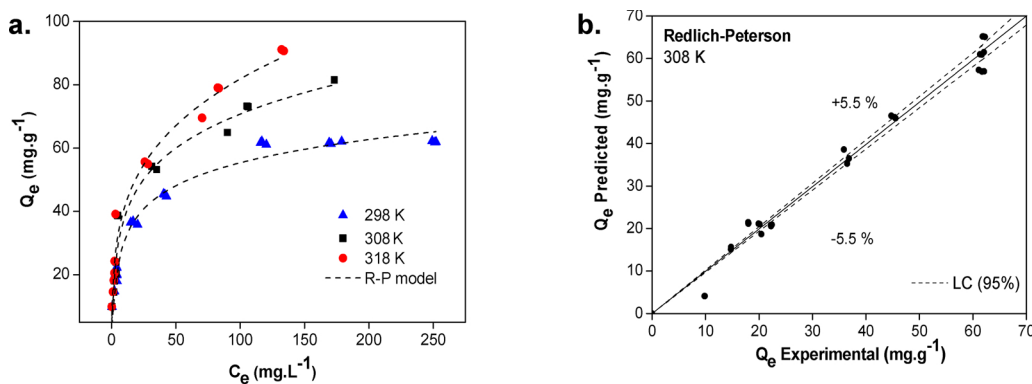 a.
Qₑ (mg.g⁻¹)
100
80
60
40
20
0
50
100
150
200
250
Cₑ (mg.L⁻¹)
298 K
308 K
318 K
R-P model
b.
Qₑ Predicted (mg.g⁻¹)
70
60
50
40
30
20
10
0
0
10
20
30
40
50
60
70
Qₑ Experimental (mg.g⁻¹)
Redlich-Peterson
308 K
+5.5 %
-5.5 %
LC (95%)